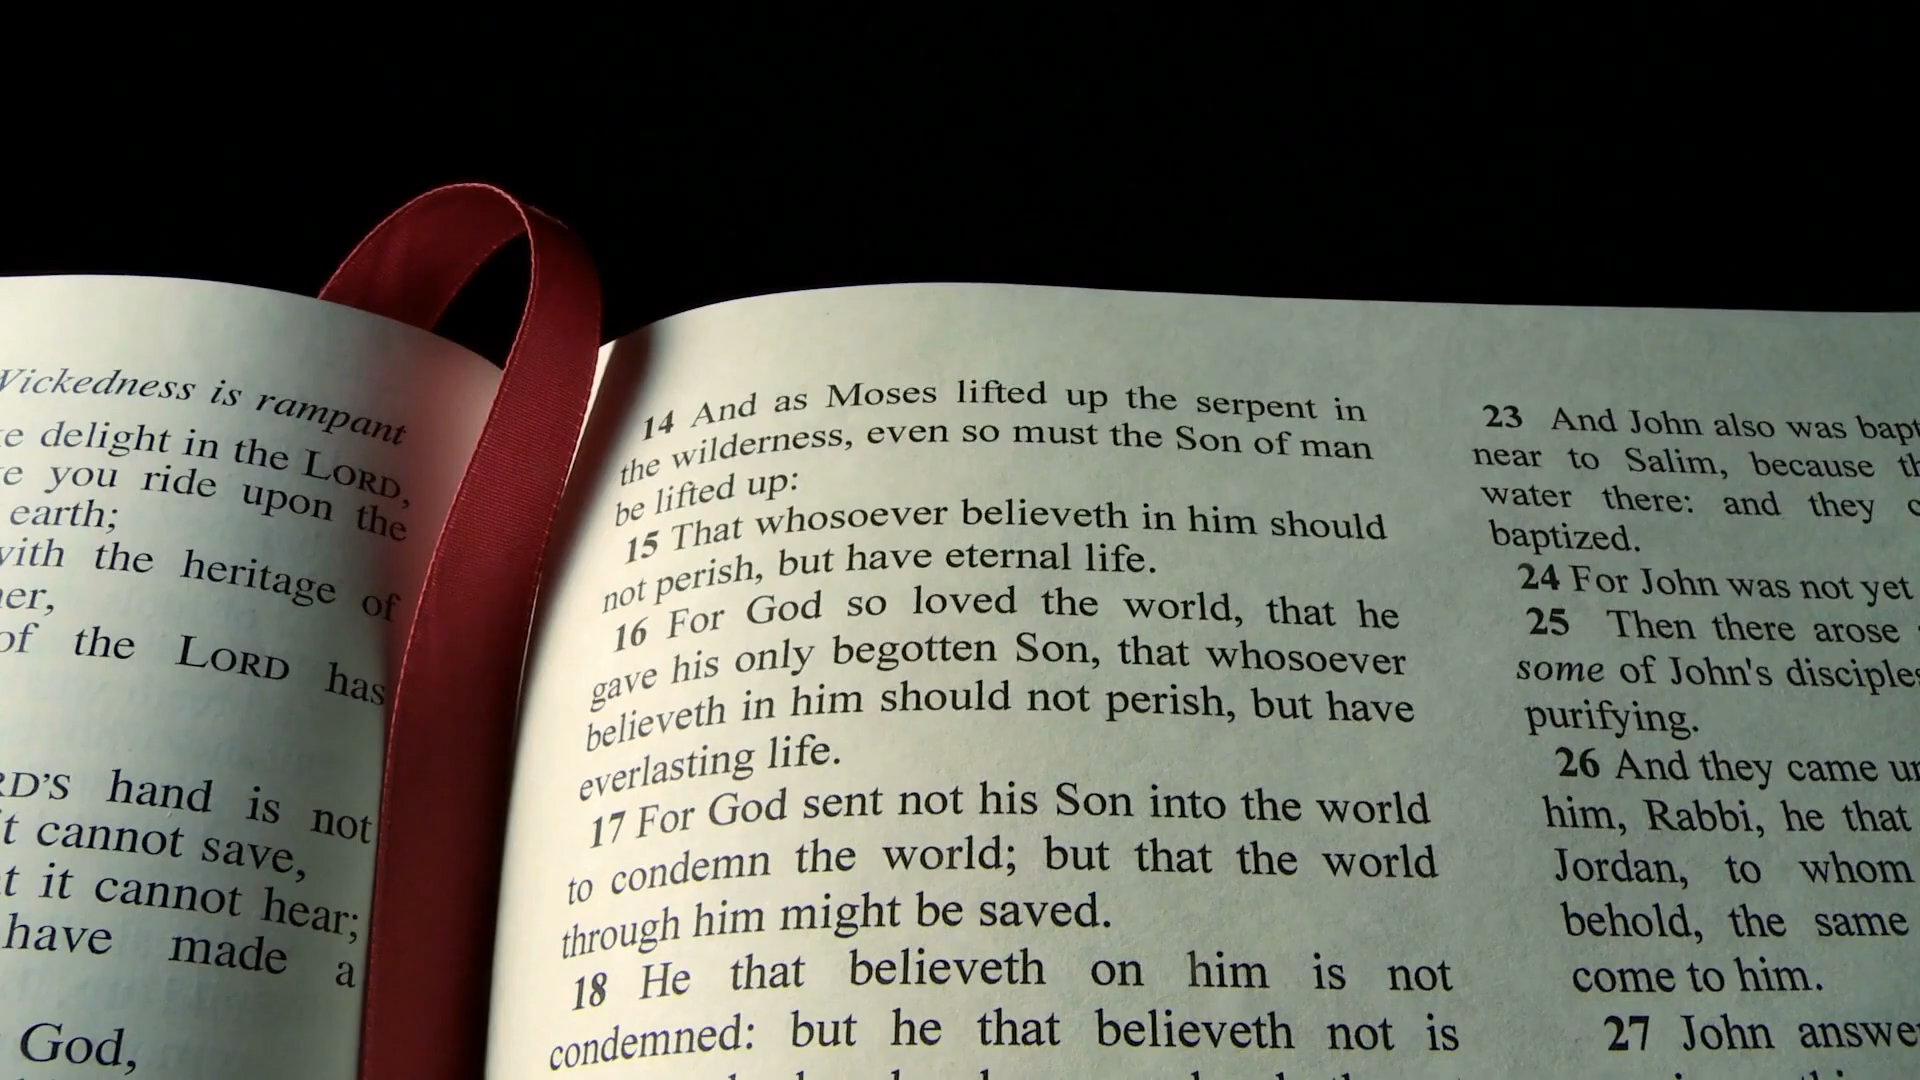 Wickedness is rampant
delight in the LORD,
you ride upon the
earth;
with the heritage of
of the LORD has
hand is not
cannot save,
it cannot hear;
have made a
God,
14 And as Moses lifted up the serpent in
the wilderness, even so must the Son of man
be lifted up:
15 That whosoever believeth in him should
not perish, but have eternal life.
16 For God so loved the world, that he
gave his only begotten Son, that whosoever
believeth in him should not perish, but have
everlasting life.
17 For God sent not his Son into the world
to condemn the world; but that the world
through him might be saved.
18 He that believeth on him is not
condemned: but he that believeth not is
23 And John also was
near to Salim, because
water there: and they
baptized.
24 For John was not yet
25 Then there arose
some of John's
purifying.
26 And they came
him, Rabbi, he that
Jordan, to whom
behold, the same
come to him.
27 John